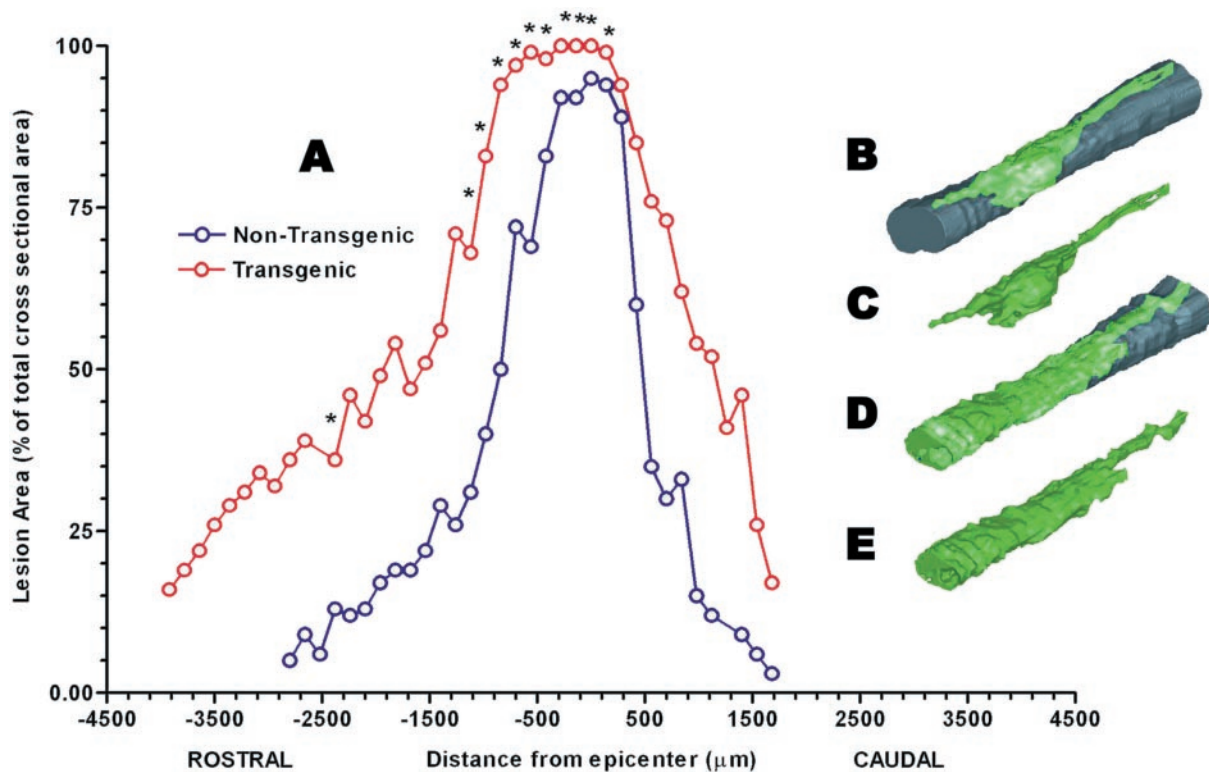 * * * * * * * * *
*
*
*
*
100
75
50
25
0.00
Lesion Area (% of total cross sectional area)
A
Non-Transgenic
Transgenic
B
C
D
E
-4500 -3500 -2500 -1500 -500 500 1500 2500 3500 4500
ROSTRAL Distance from epicenter (μm) CAUDAL